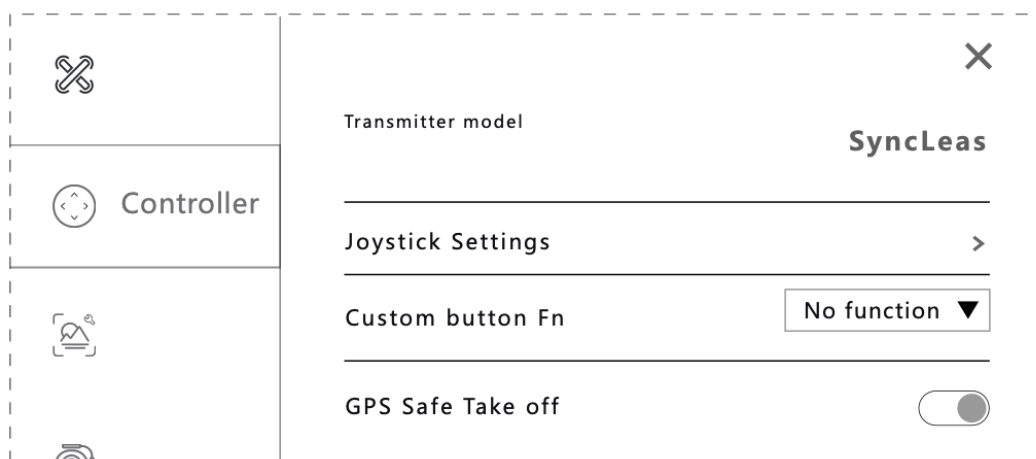 Transmitter model
SyncLeas
Controller
Joystick Settings
Custom button Fn
No function
GPS Safe Take off